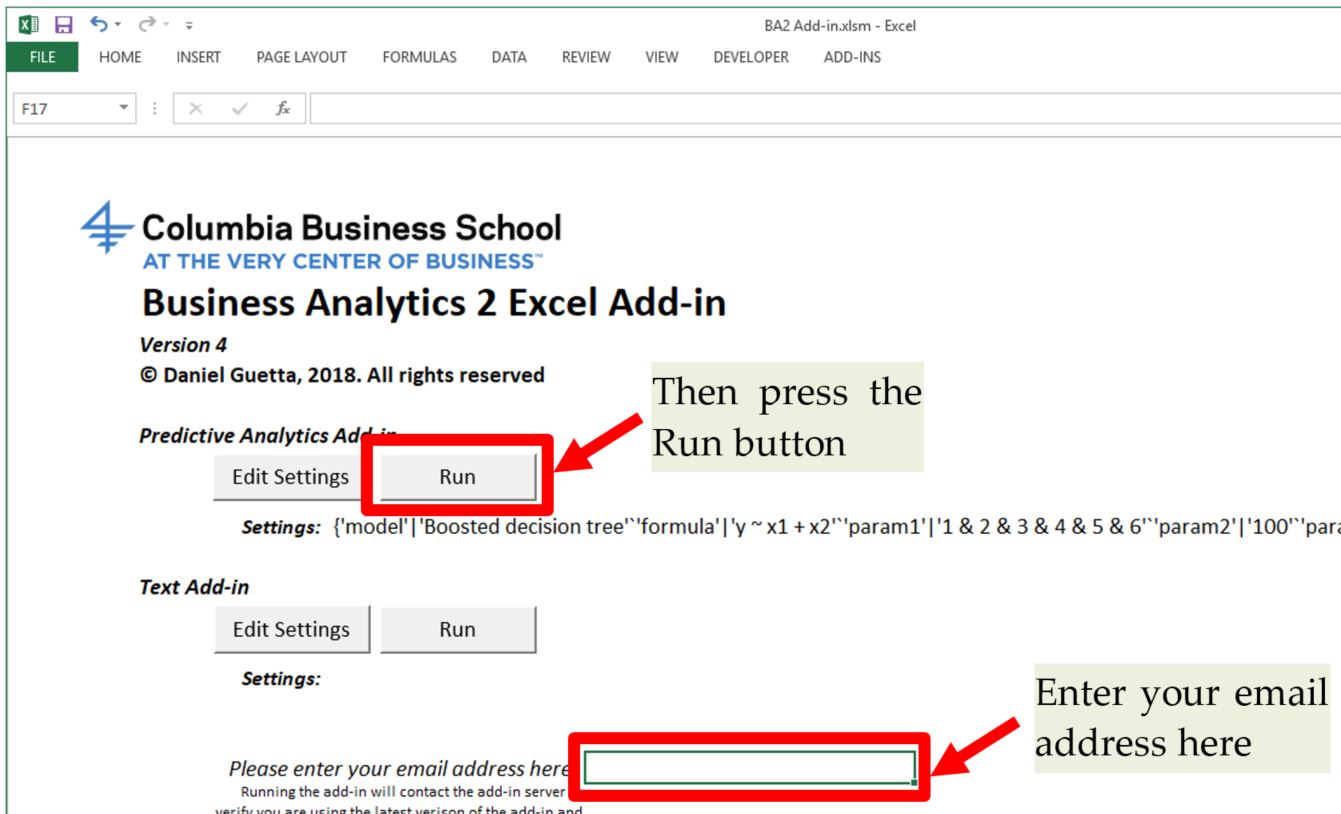 BA2 Add-in.xlsm - Excel
FILE HOME INSERT PAGE LAYOUT FORMULAS DATA REVIEW VIEW DEVELOPER ADD-INS
F17 fx
Columbia Business School
AT THE VERY CENTER OF BUSINESS™
Business Analytics 2 Excel Add-in
Version 4
© Daniel Guetta, 2018. All rights reserved
Then press the
Run button
Predictive Analytics Add-in
Edit Settings Run
Settings: {'model'|'Boosted decision tree'`'formula'|'y ~ x1 + x2'`'param1'|'1 & 2 & 3 & 4 & 5 & 6'`'param2'|'100'`'para
Text Add-in
Edit Settings Run
Settings:
Enter your email
address here
Please enter your email address here
Running the add-in will contact the add-in server
verify you are using the latest verison of the add-in and